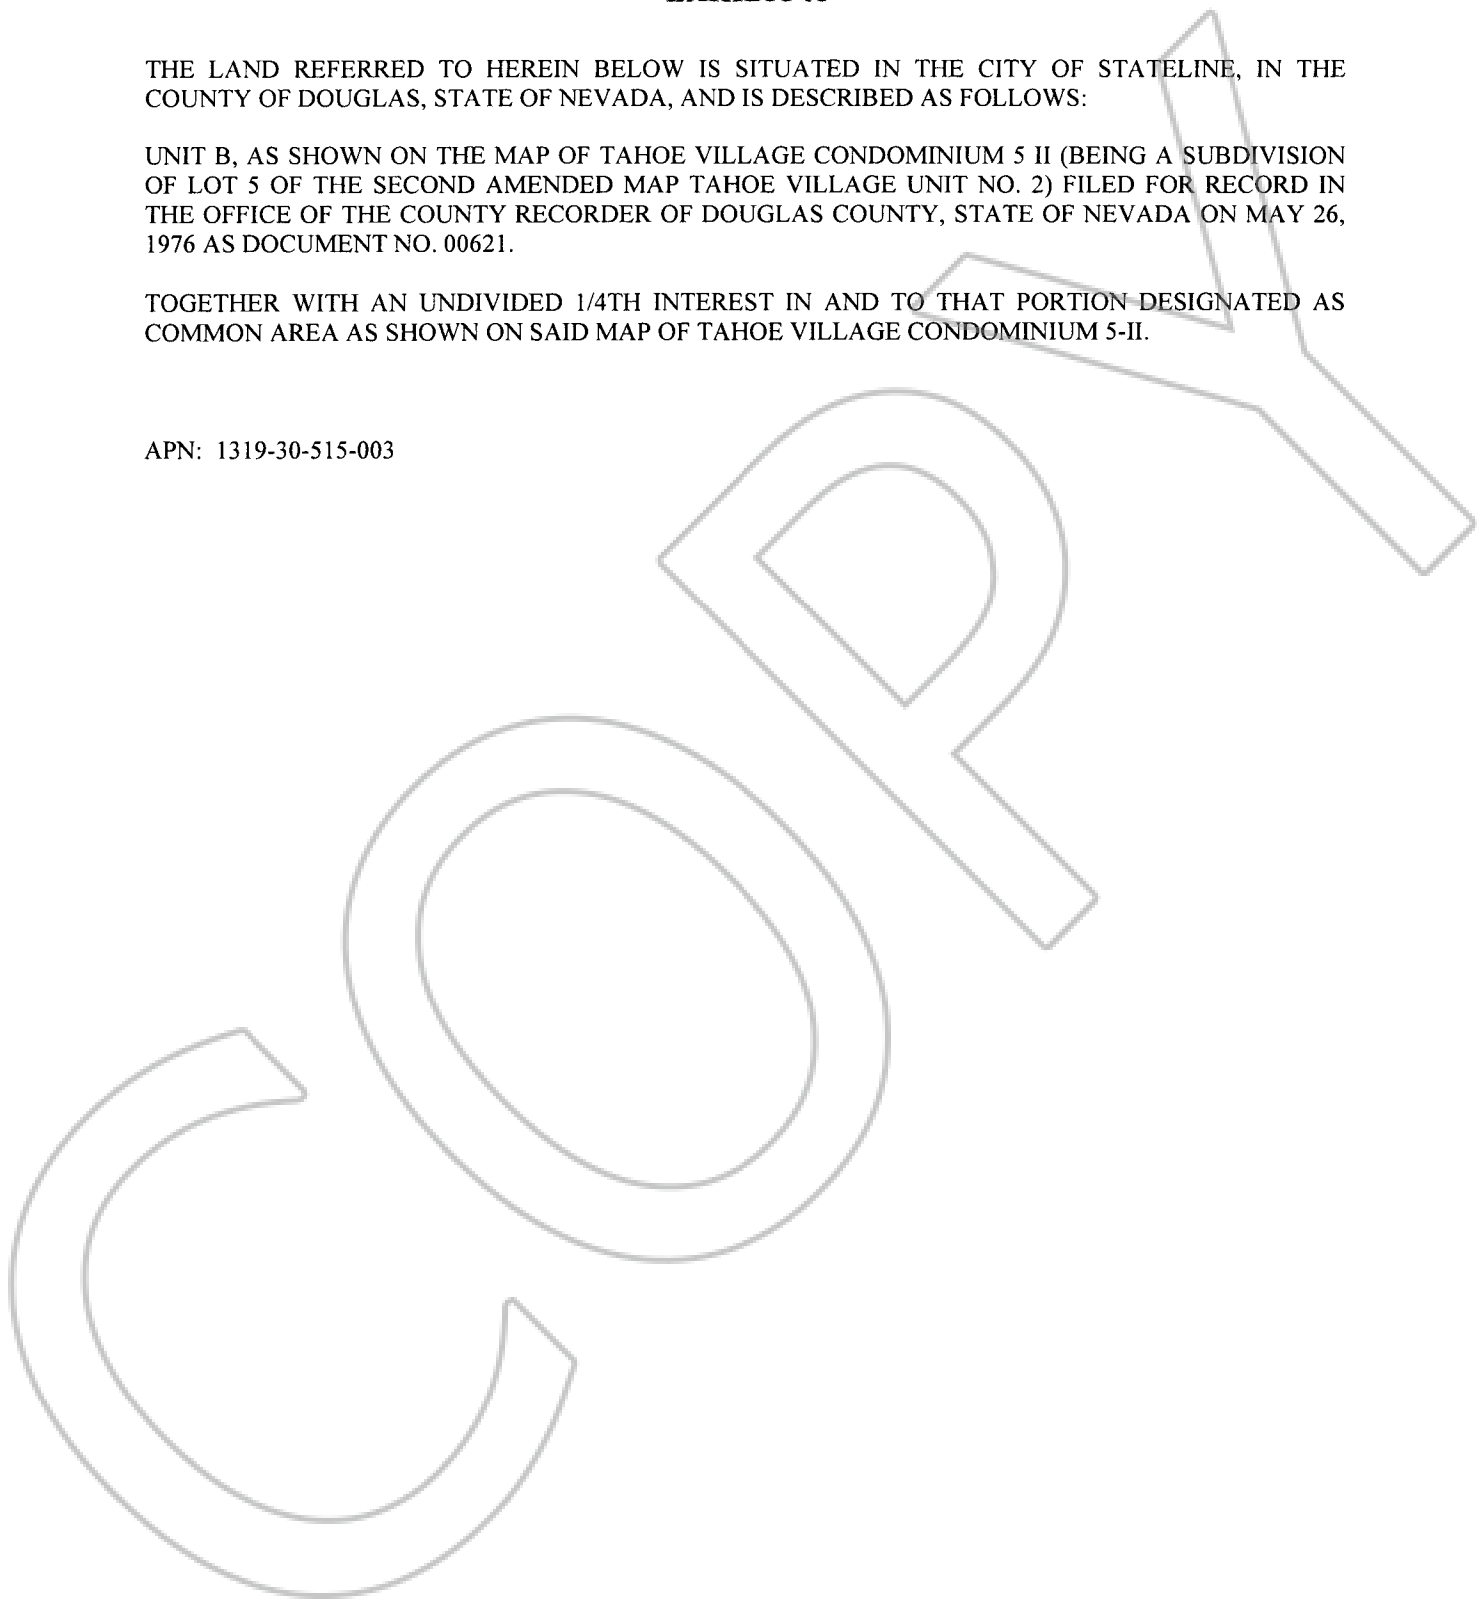 THE LAND REFERRED TO HEREIN BELOW IS SITUATED IN THE CITY OF STATELINE, IN THE
COUNTY OF DOUGLAS, STATE OF NEVADA, AND IS DESCRIBED AS FOLLOWS:
UNIT B, AS SHOWN ON THE MAP OF TAHOE VILLAGE CONDOMINIUM 5 II (BEING A SUBDIVISION
OF LOT 5 OF THE SECOND AMENDED MAP TAHOE VILLAGE UNIT NO. 2) FILED FOR RECORD IN
THE OFFICE OF THE COUNTY RECORDER OF DOUGLAS COUNTY, STATE OF NEVADA ON MAY 26,
1976 AS DOCUMENT NO. 00621.
TOGETHER WITH AN UNDIVIDED 1/4TH INTEREST IN AND TO THAT PORTION DESIGNATED AS
COMMON AREA AS SHOWN ON SAID MAP OF TAHOE VILLAGE CONDOMINIUM 5-II.
APN: 1319-30-515-003
COPY